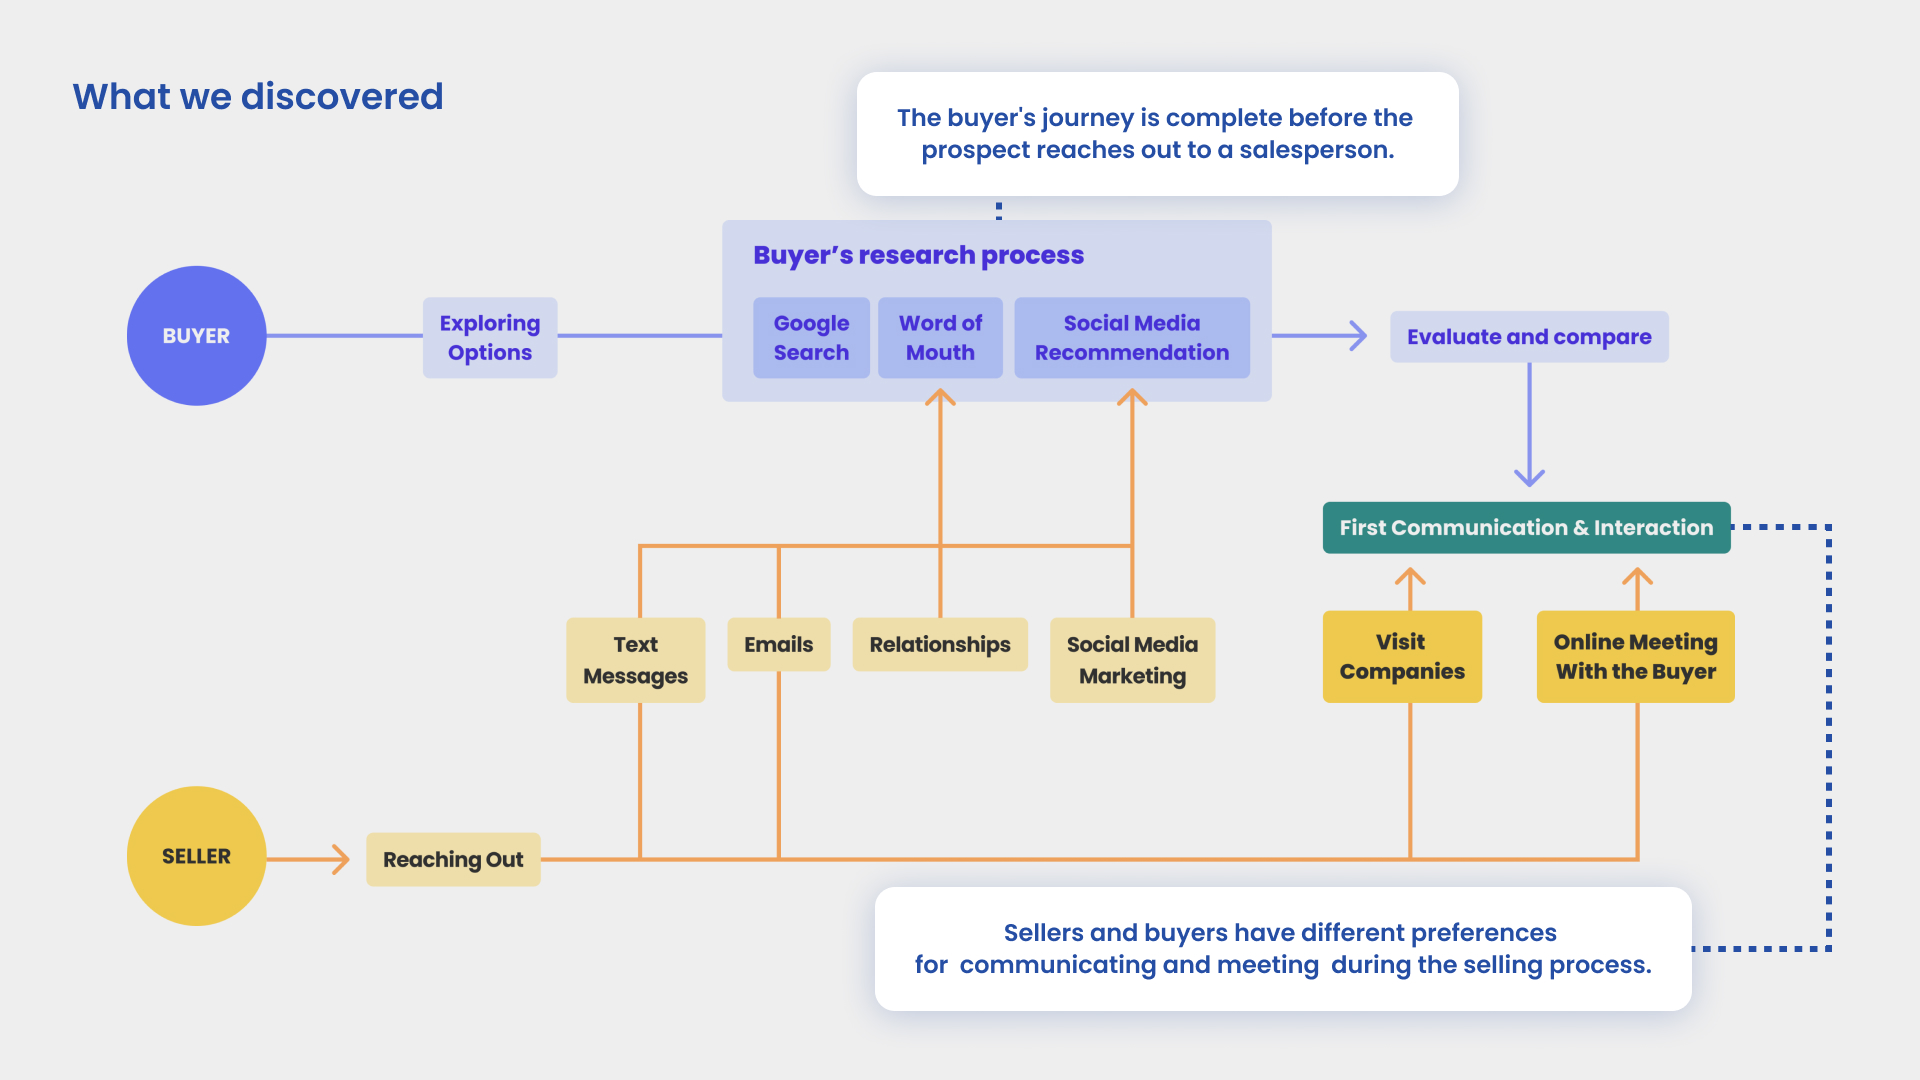 What we discovered
The buyer's journey is complete before the
prospect reaches out to a salesperson.
Buyer’s research process
BUYER
Exploring
Options
Google
Search
Word of
Mouth
Social Media
Recommendation
Evaluate and compare
First Communication & Interaction
Text
Messages
Emails
Relationships
Social Media
Marketing
Visit
Companies
Online Meeting
With the Buyer
SELLER
Reaching Out
Sellers and buyers have different preferences
for  communicating and meeting  during the selling process.